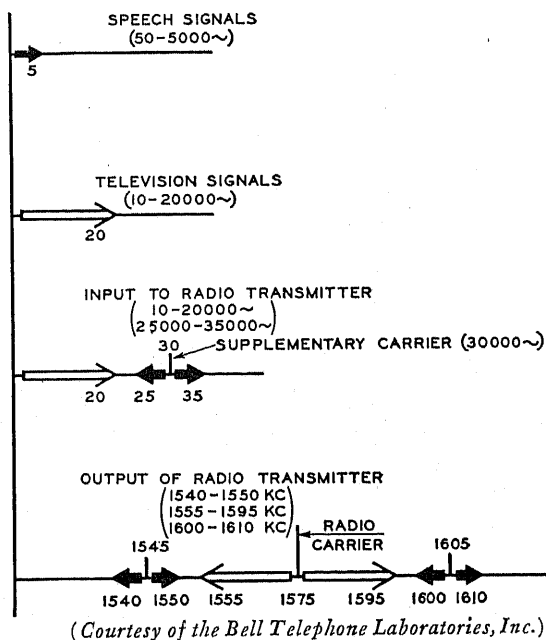 SPEECH SIGNALS
(50-5000~)
5
TELEVISION SIGNALS
(10-20000~)
20
INPUT TO RADIO TRANSMITTER
(10-20000~
25000-35000~)
30
SUPPLEMENTARY CARRIER (30000~)
20 25 35
OUTPUT OF RADIO TRANSMITTER
(1540-1550 KC
1555-1595 KC
1600-1610 KC)
RADIO
CARRIER
1545 1605
1540 1550 1555 1575 1595 1600 1610
(Courtesy of the Bell Telephone Laboratories, Inc.)